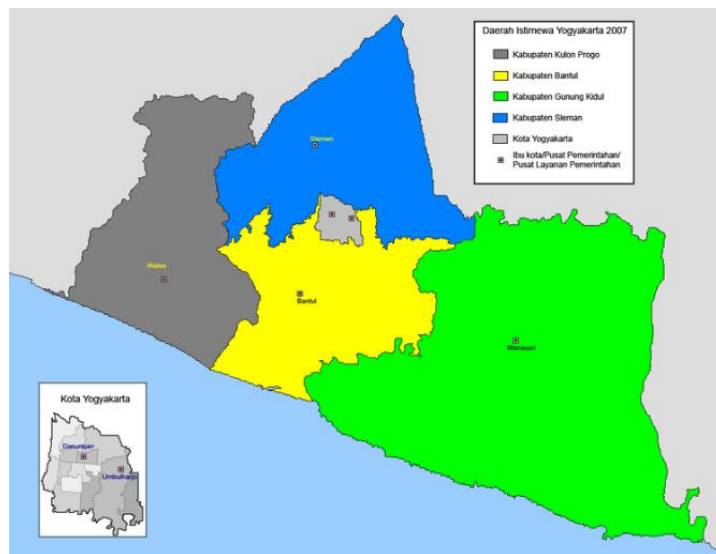 Daerah Istimewa Yogyakarta 2007
Kabupaten Kulon Progo
Kabupaten Bantul
Kabupaten Gunung Kidul
Kabupaten Sleman
Kota Yogyakarta
Ibu kota/Pusat Pemerintahan/
Pusat Layanan Pemerintahan
Sleman
Wates
Bantul
Wonosari
Kota Yogyakarta
Danurejan
Umbulharjo